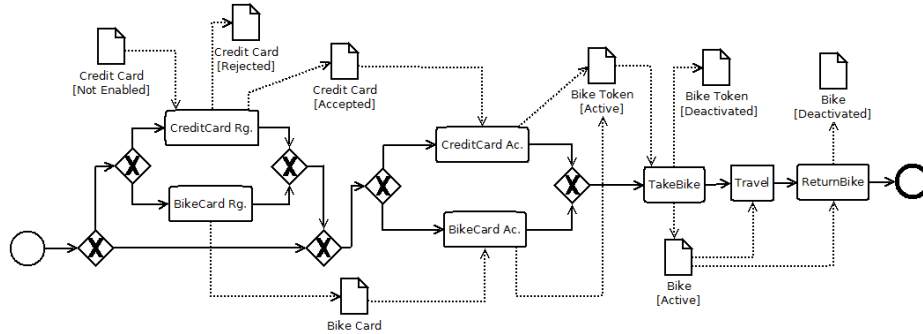 Credit Card
[Not Enabled]
Credit Card
[Rejected]
Credit Card
[Accepted]
Bike Token
[Active]
Bike Token
[Deactivated]
Bike
[Deactivated]
CreditCard Rg.
X
X
BikeCard Rg.
X
X
CreditCard Ac.
X
X
BikeCard Ac.
TakeBike
Travel
ReturnBike
Bike Card
Bike
[Active]